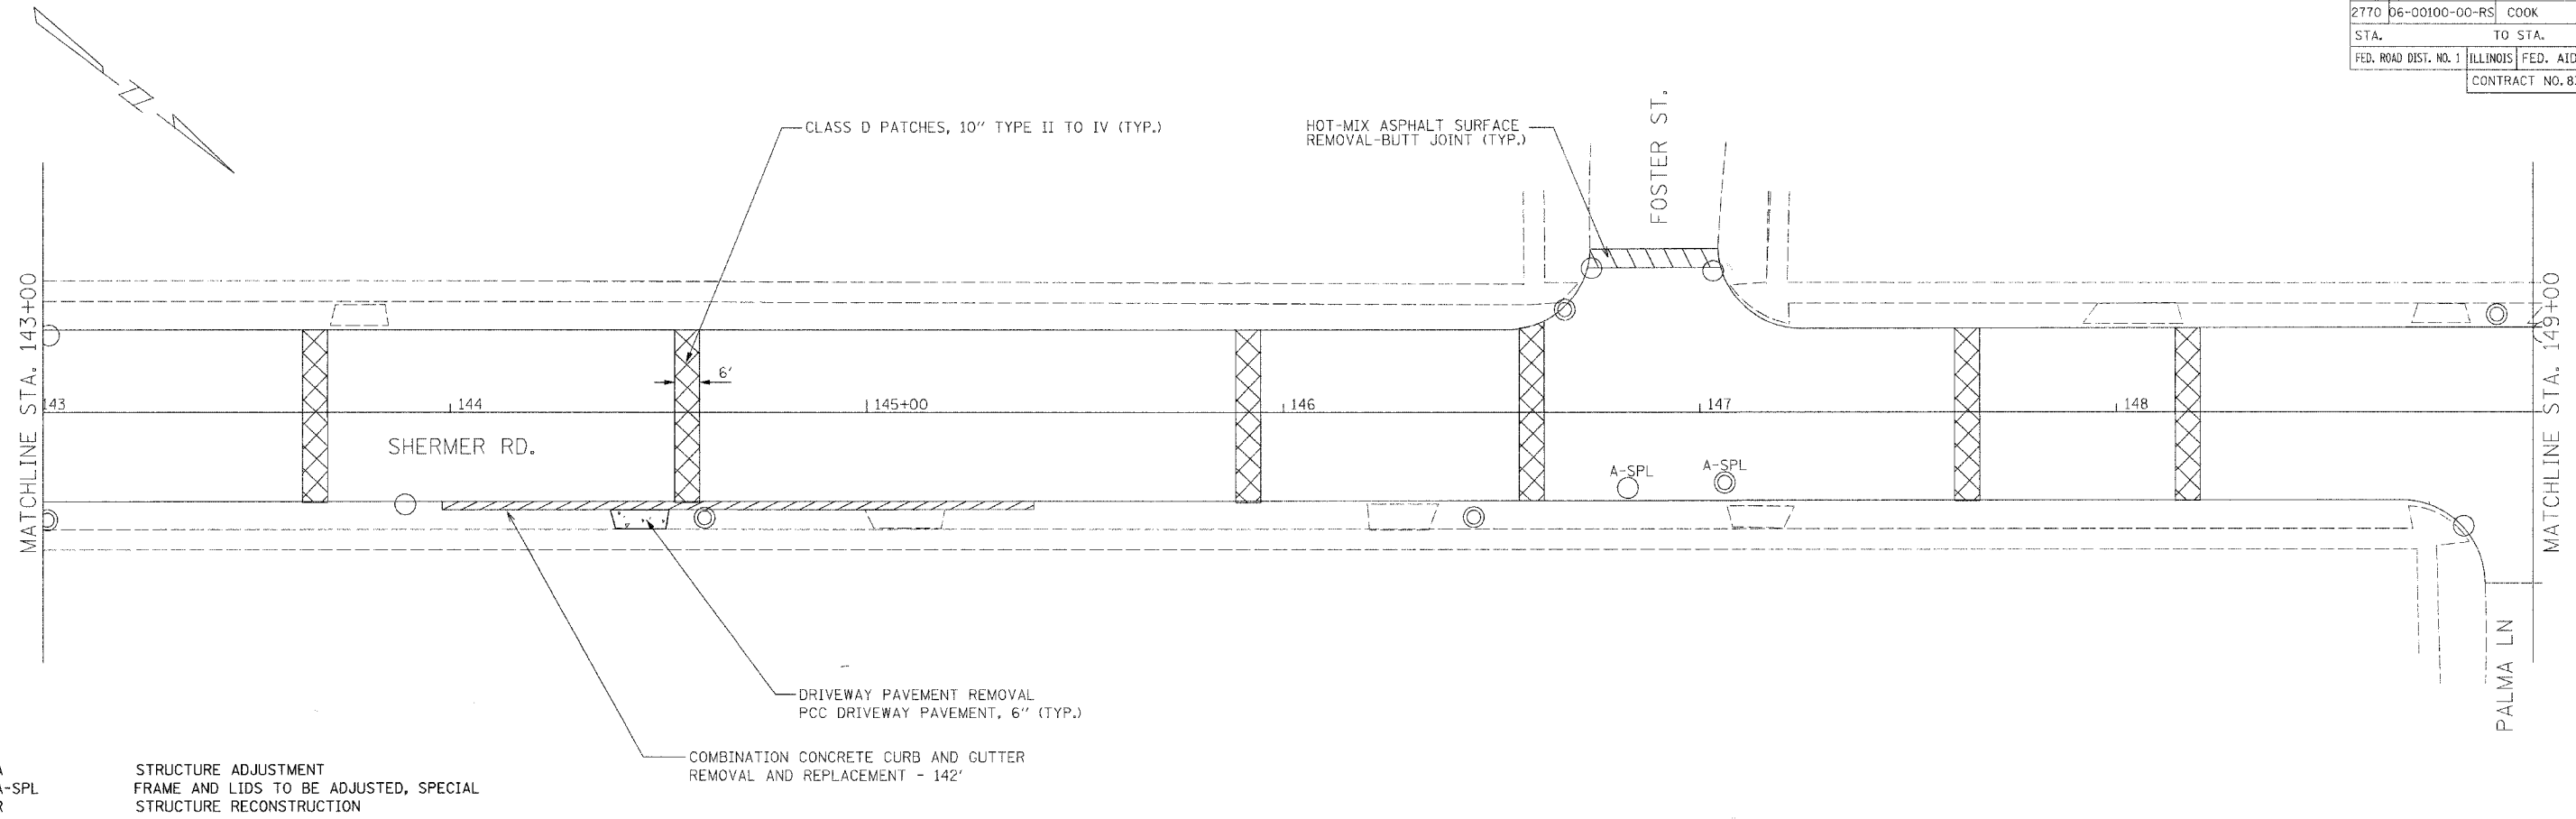 2770 06-00100-00-RS COOK
STA. TO STA.
FED. ROAD DIST. NO. 1 ILLINOIS FED. AID
CONTRACT NO. 8
CLASS D PATCHES, 10" TYPE II TO IV (TYP.)
HOT-MIX ASPHALT SURFACE
REMOVAL-BUTT JOINT (TYP.)
FOSTER ST.
MATCHLINE STA. 143+00
MATCHLINE STA. 149+00
6'
143
144
145+00
146
147
148
SHERMER RD.
A-SPL
A-SPL
DRIVEWAY PAVEMENT REMOVAL
PCC DRIVEWAY PAVEMENT, 6" (TYP.)
COMBINATION CONCRETE CURB AND GUTTER
REMOVAL AND REPLACEMENT - 142'
PALMA LN
A STRUCTURE ADJUSTMENT
A-SPL FRAME AND LIDS TO BE ADJUSTED, SPECIAL
R STRUCTURE RECONSTRUCTION